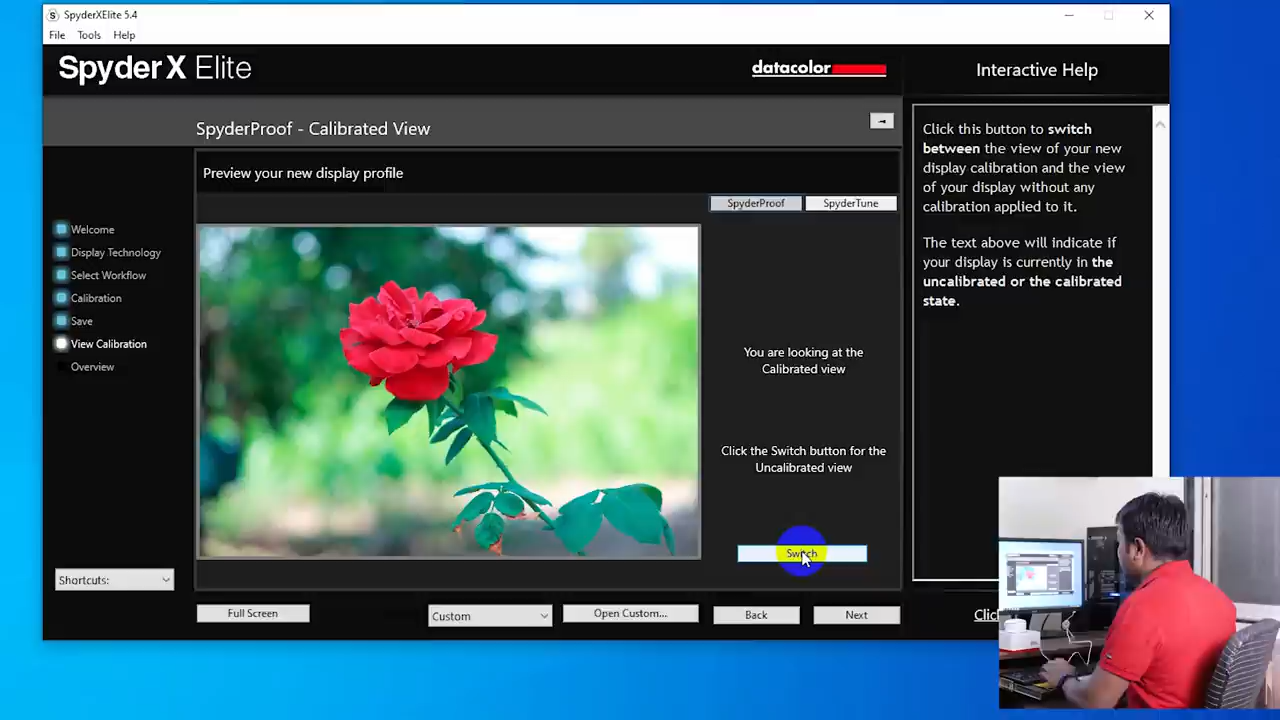 SpyderXElite 5.4
File Tools Help
Spyder X Elite
datacolor
Interactive Help
SpyderProof - Calibrated View
Preview your new display profile
SpyderProof
SpyderTune
Welcome
Display Technology
Select Workflow
Calibration
Save
View Calibration
Overview
You are looking at the
Calibrated view
Click the Switch button for the
Uncalibrated view
Switch
Click this button to switch
between the view of your new
display calibration and the view
of your display without any
calibration applied to it.
The text above will indicate if
your display is currently in the
uncalibrated or the calibrated
state.
Shortcuts:
Full Screen
Custom
Open Custom...
Back
Next